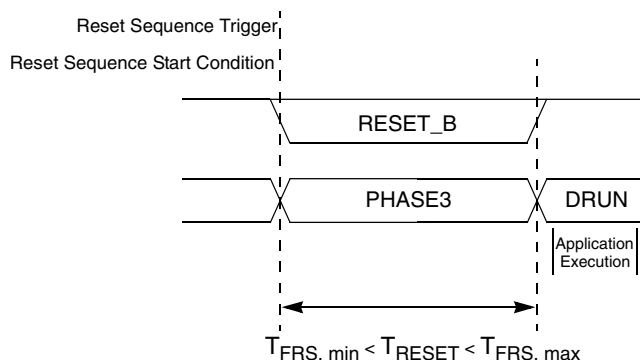 Reset Sequence Trigger
Reset Sequence Start Condition
RESET_B
PHASE3
DRUN
Application
Execution
TFRS, min < TRESET < TFRS, max